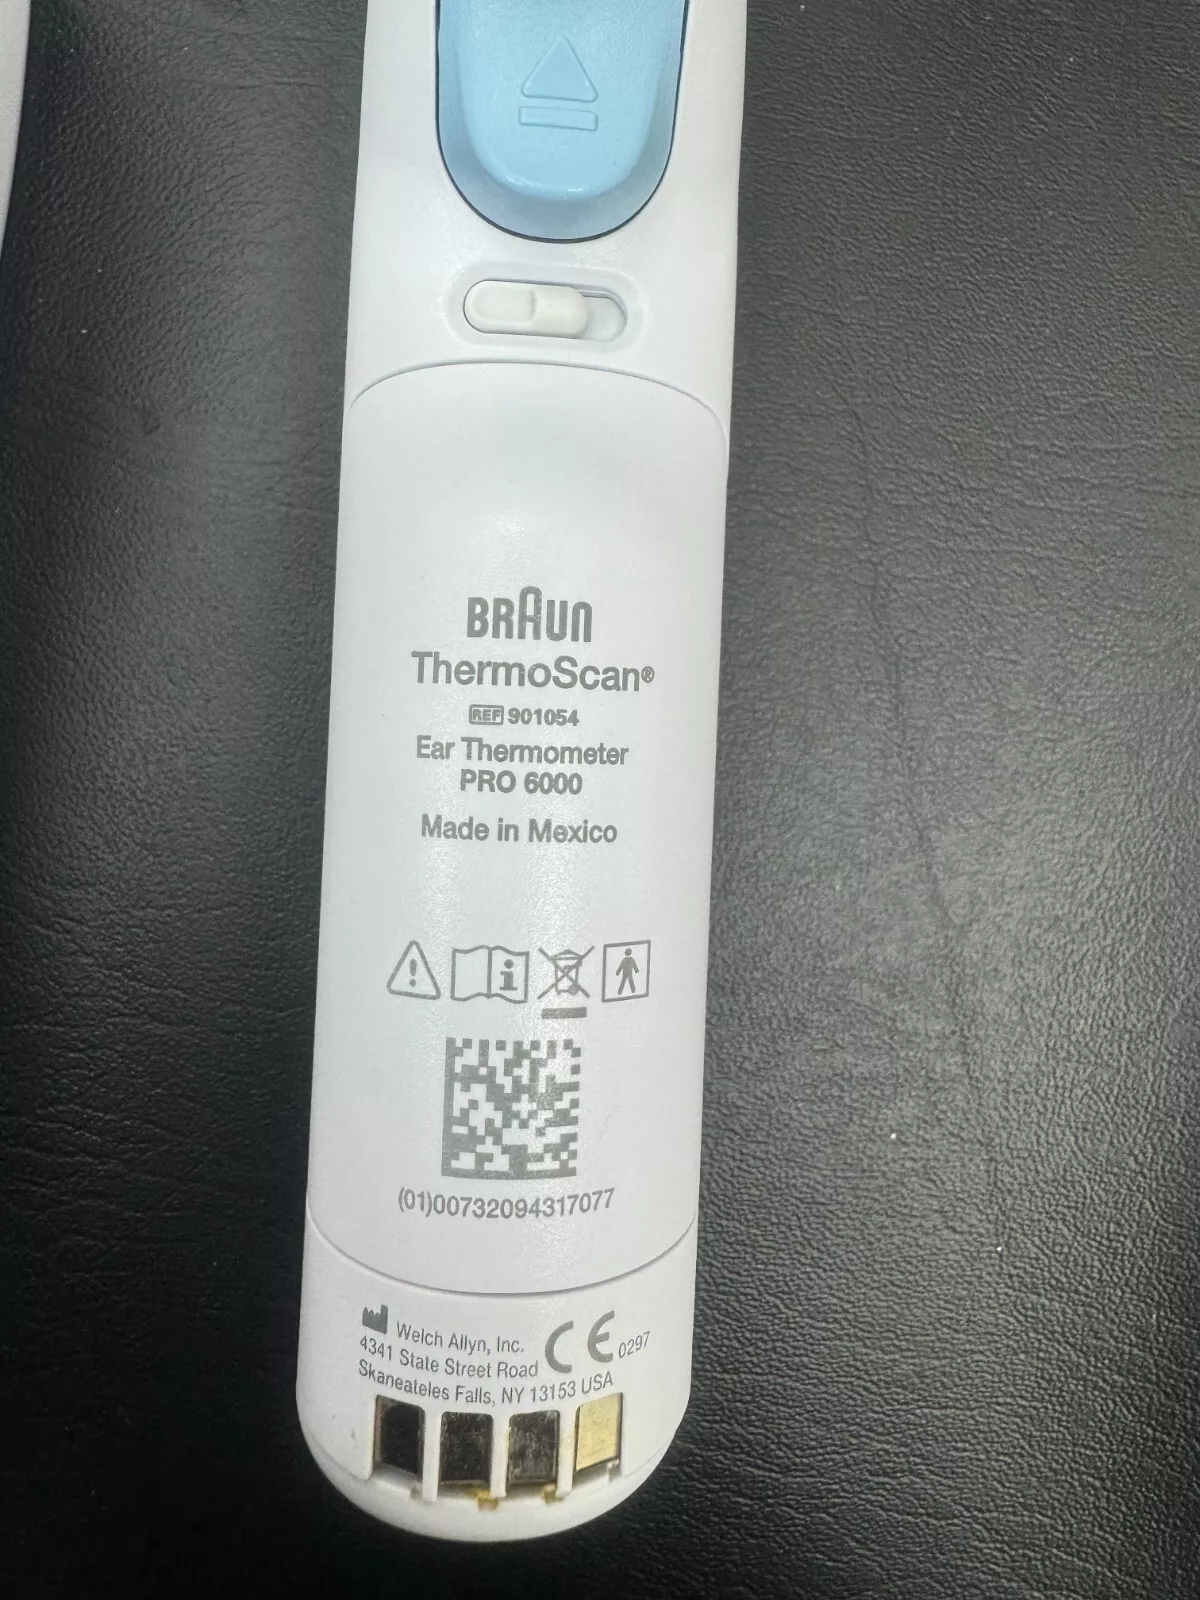 BRAUN
ThermoScan®
REF 901054
Ear Thermometer
PRO 6000
Made in Mexico
(01)00732094317077
Welch Allyn, Inc.
4341 State Street Road
Skaneateles Falls, NY 13153 USA
CE 0297